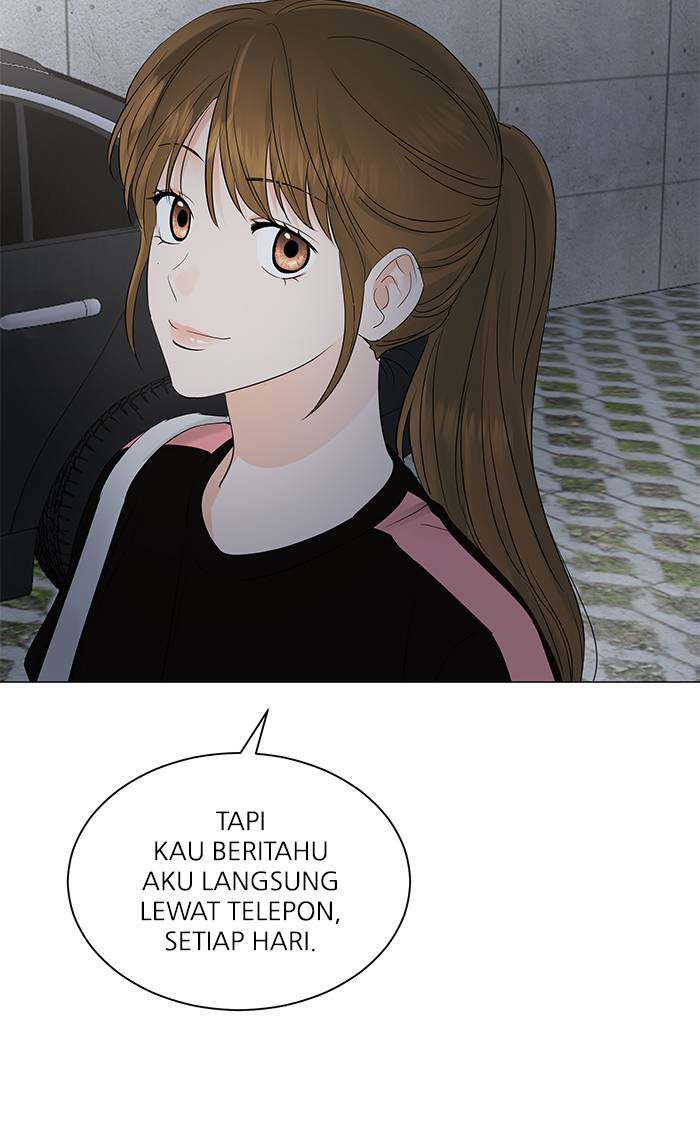 TAPI
KAU BERITAHU
AKU LANGSUNG
LEWAT TELEPON,
SETIAP HARI.